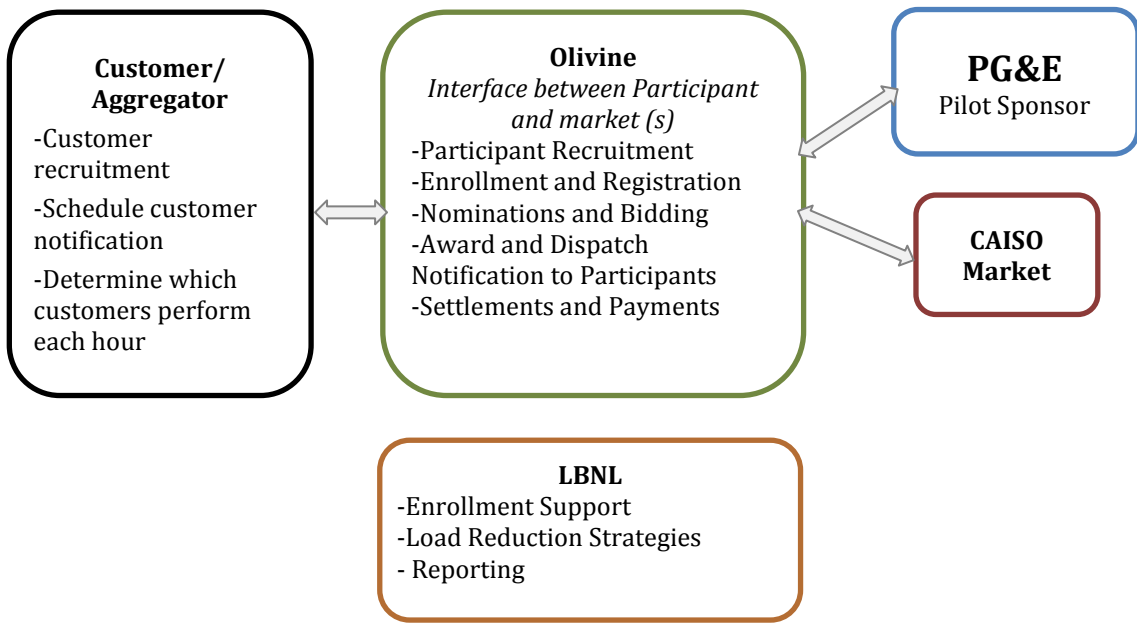 Customer/
Aggregator
-Customer
recruitment
-Schedule customer
notification
-Determine which
customers perform
each hour
Olivine
Interface between Participant
and market (s)
-Participant Recruitment
-Enrollment and Registration
-Nominations and Bidding
-Award and Dispatch
Notification to Participants
-Settlements and Payments
PG&E
Pilot Sponsor
CAISO
Market
LBNL
-Enrollment Support
-Load Reduction Strategies
- Reporting